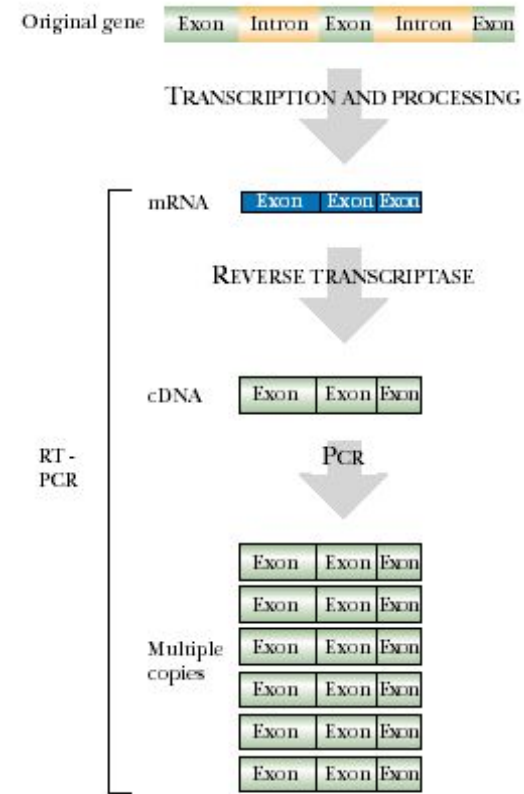 Original gene Exon Intron Exon Intron Exon
TRANSCRIPTION AND PROCESSING
mRNA Exon Exon Exon
REVERSE TRANSCRIPTASE
cDNA Exon Exon Exon
PCR
RT -
PCR
Exon Exon Exon
Exon Exon Exon
Multiple
copies
Exon Exon Exon
Exon Exon Exon
Exon Exon Exon
Exon Exon Exon